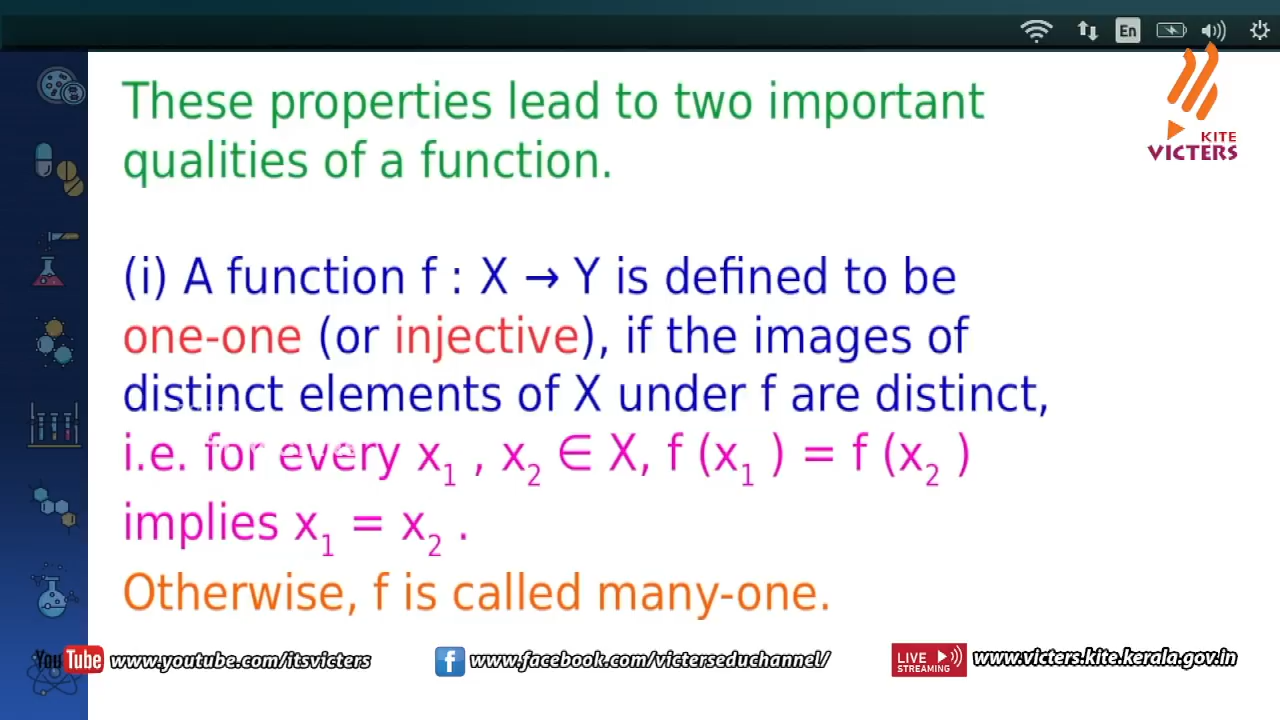 En
These properties lead to two important
qualities of a function.
KITE
VICTERS
(i) A function f : X → Y is defined to be
one-one (or injective), if the images of
distinct elements of X under f are distinct,
i.e. for every x₁ , x₂ ∈ X, f (x₁ ) = f (x₂ )
implies x₁ = x₂ .
Otherwise, f is called many-one.
YouTube www.youtube.com/itsvicters
f www.facebook.com/victerseduchannel/
LIVE STREAMING www.victers.kite.kerala.gov.in